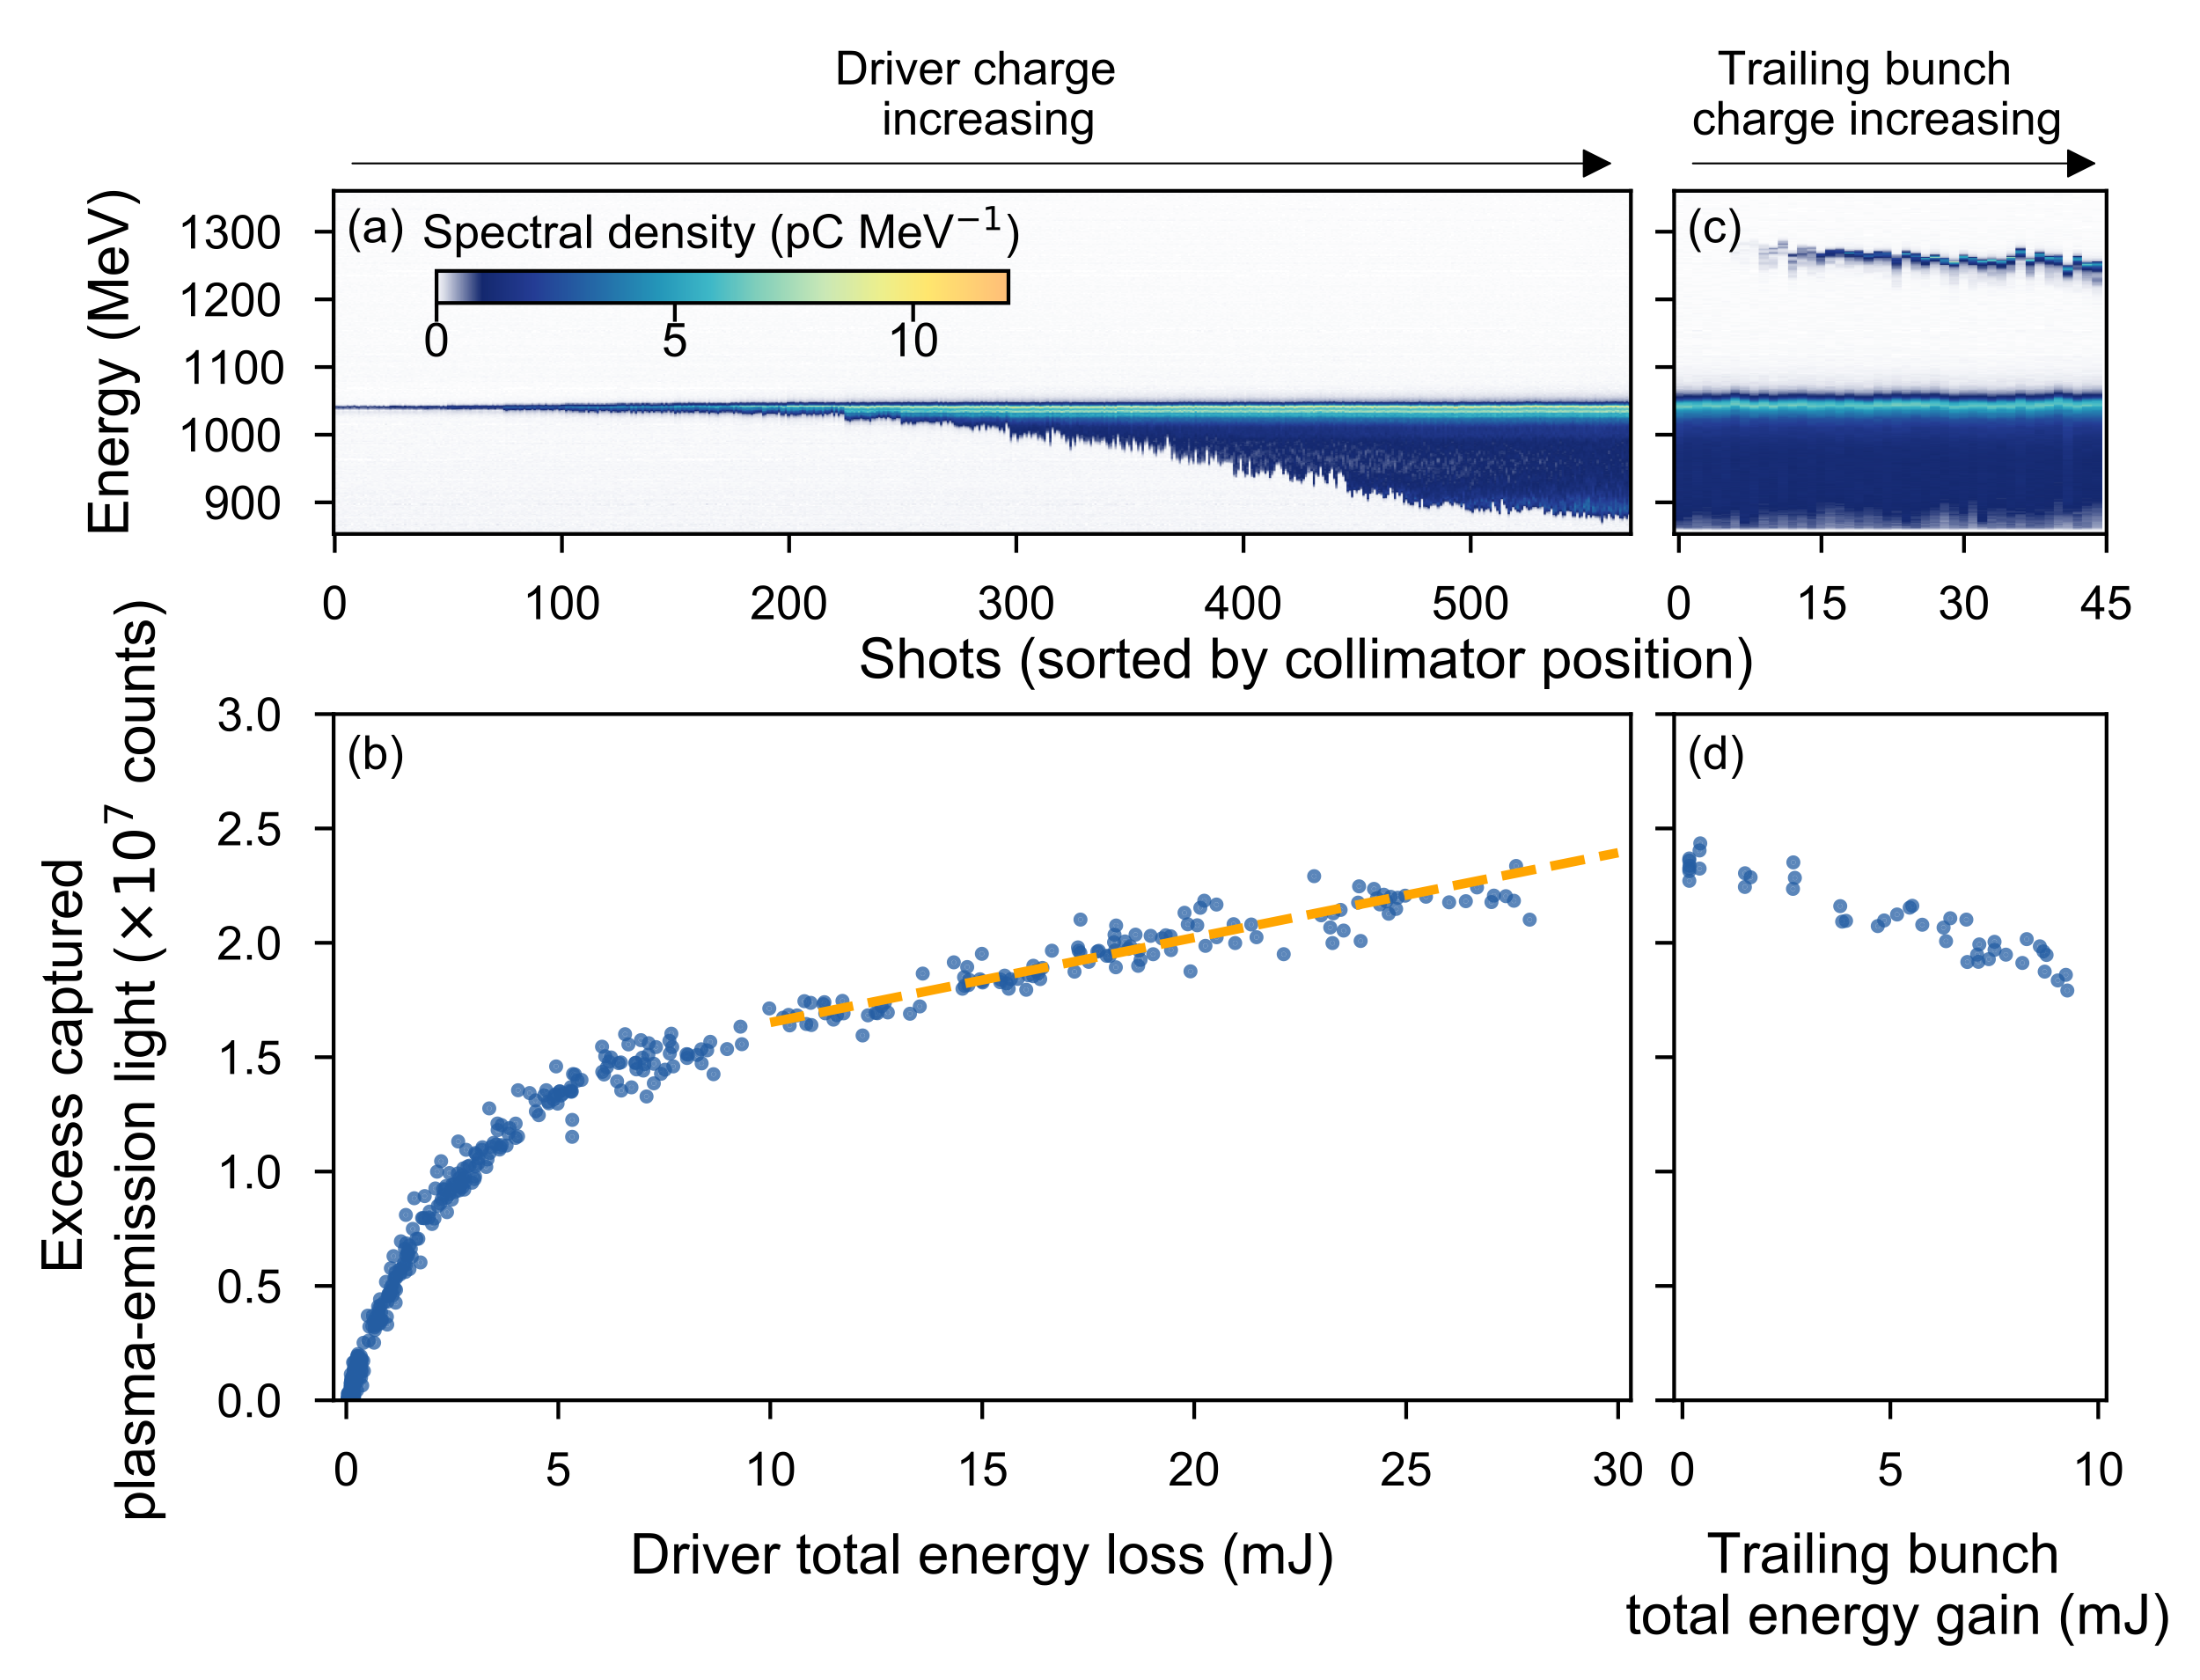 Driver charge
increasing
Trailing bunch
charge increasing
Energy (MeV)
1300
1200
1100
1000
900
(a) Spectral density (pC MeV⁻¹)
0 5 10
(c)
0 100 200 300 400 500
0 15 30 45
Shots (sorted by collimator position)
Excess captured
plasma-emission light (×10⁷ counts)
3.0
2.5
2.0
1.5
1.0
0.5
0.0
(b)
(d)
0 5 10 15 20 25 30
0 5 10
Driver total energy loss (mJ)
Trailing bunch
total energy gain (mJ)